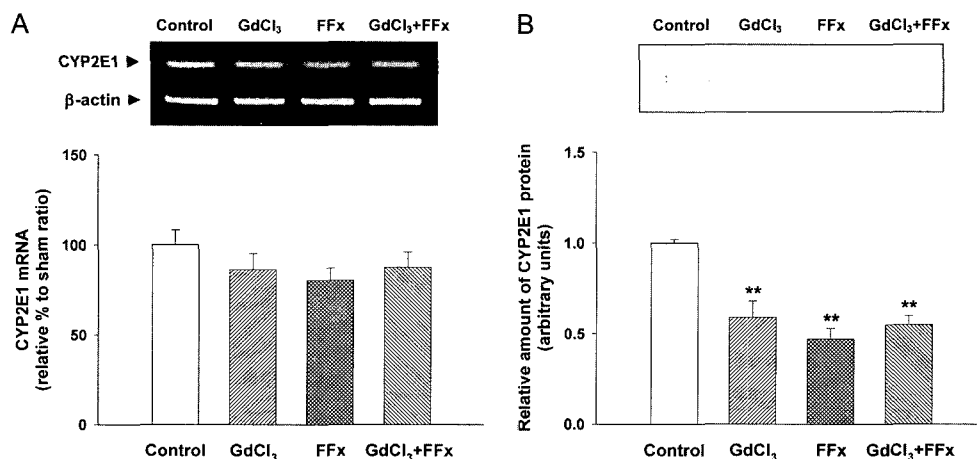 A
Control GdCl₃ FFx GdCl₃+FFx
CYP2E1
β-actin
CYP2E1 mRNA
(relative % to sham ratio)
150
100
50
0
Control GdCl₃ FFx GdCl₃+FFx
B
Control GdCl₃ FFx GdCl₃+FFx
Relative amount of CYP2E1 protein
(arbitrary units)
1.5
1.0
0.5
0.0
** ** **
Control GdCl₃ FFx GdCl₃+FFx